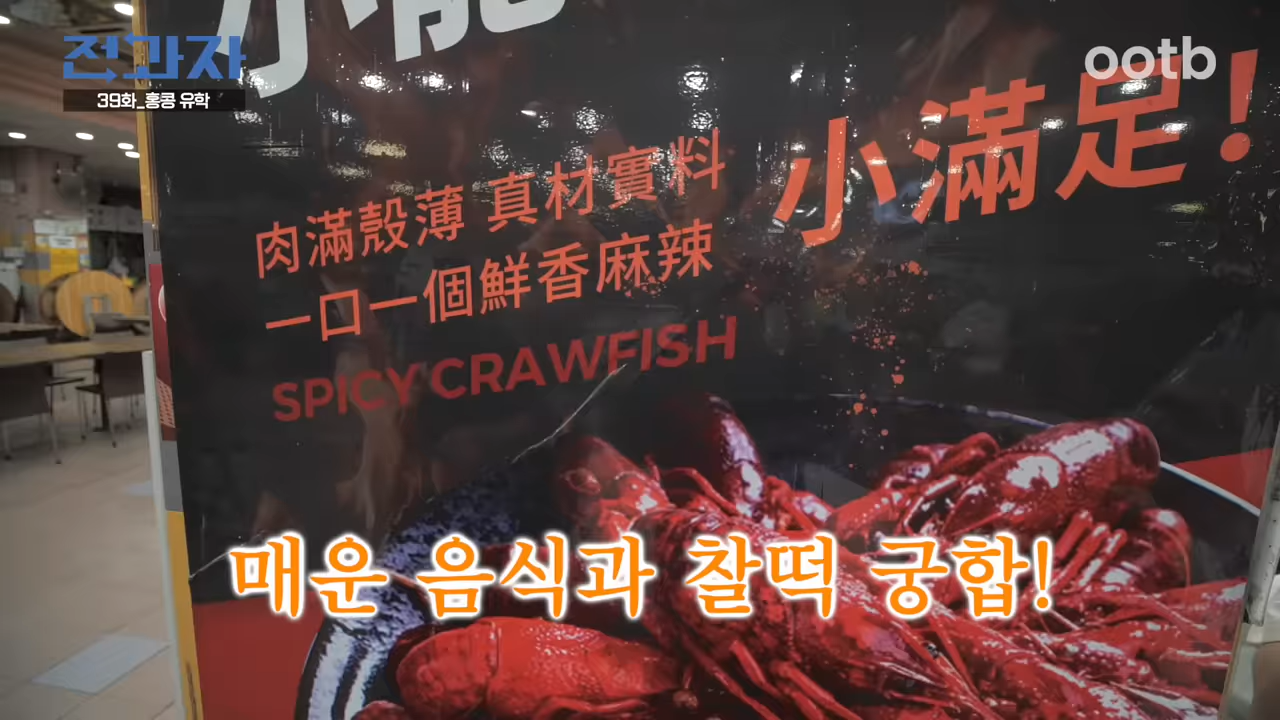 전과자
39화_홍콩 유학
ootb
小龍
小滿足!
肉滿殼薄 真材實料
一口一個鮮香麻辣
SPICY CRAWFISH
매운 음식과 찰떡 궁합!